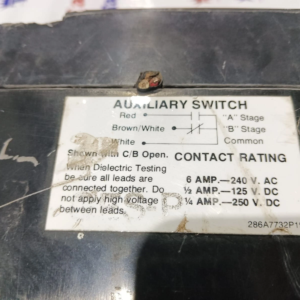 AUXILIARY SWITCH
Red "A" Stage
Brown/White "B" Stage
White Common
Shown with C/B Open. CONTACT RATING
When Dielectric Testing
be sure all leads are
connected together. Do
not apply high voltage
between leads.
6 AMP.—240 V. AC
½ AMP.—125 V. DC
¼ AMP.—250 V. DC